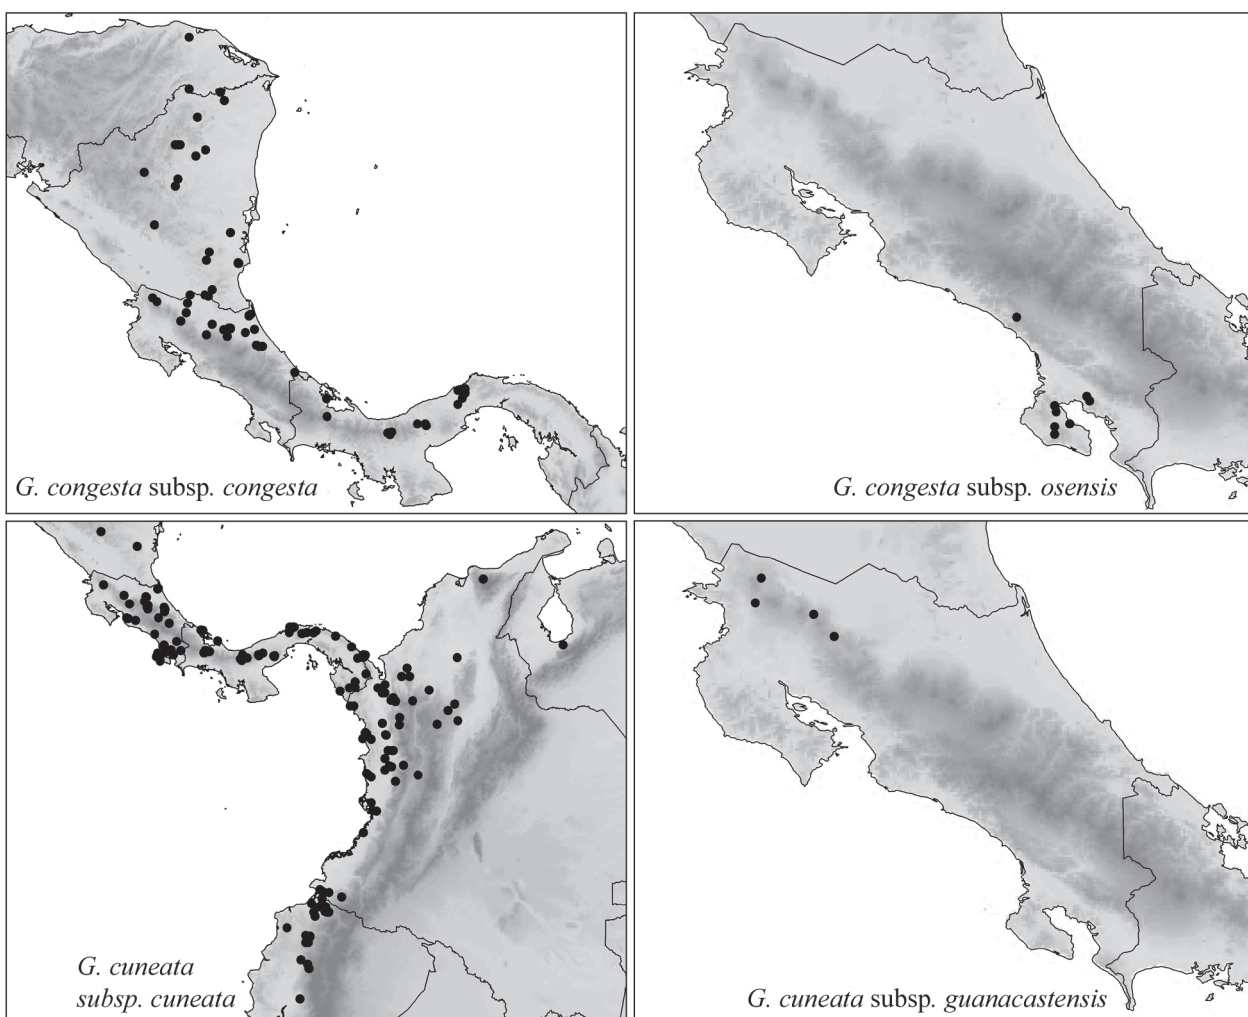 G. congesta subsp. congesta
G. congesta subsp. osensis
G. cuneata
subsp. cuneata
G. cuneata subsp. guanacastensis